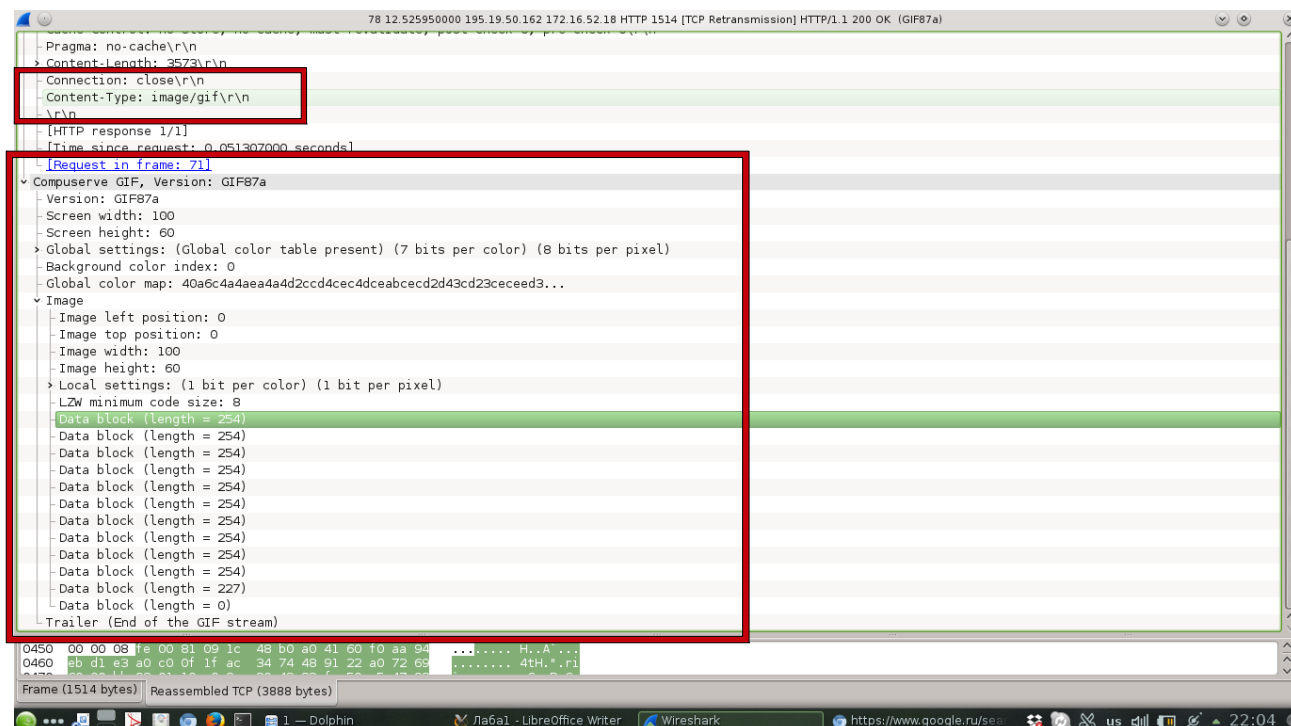 78 12.525950000 195.19.50.162 172.16.52.18 HTTP 1514 [TCP Retransmission] HTTP/1.1 200 OK (GIF87a)
Pragma: no-cache\r\n
Content-Length: 3573\r\n
Connection: close\r\n
Content-Type: image/gif\r\n
\r\n
[HTTP response 1/1]
[Time since request: 0.051307000 seconds]
[Request in frame: 71]
Compuserve GIF, Version: GIF87a
Version: GIF87a
Screen width: 100
Screen height: 60
Global settings: (Global color table present) (7 bits per color) (8 bits per pixel)
Background color index: 0
Global color map: 40a6c4a4aea4a4d2ccd4cec4dceabcecd2d43cd23ceceed3...
Image
Image left position: 0
Image top position: 0
Image width: 100
Image height: 60
Local settings: (1 bit per color) (1 bit per pixel)
LZW minimum code size: 8
Data block (length = 254)
Data block (length = 254)
Data block (length = 254)
Data block (length = 254)
Data block (length = 254)
Data block (length = 254)
Data block (length = 254)
Data block (length = 254)
Data block (length = 254)
Data block (length = 254)
Data block (length = 227)
Data block (length = 0)
Trailer (End of the GIF stream)
0450 00 00 08 fe 00 81 09 1c 48 b0 a0 41 60 f0 aa 94 ........ H..A`...
0460 eb d1 e3 a0 c0 0f 1f ac 34 74 48 91 22 a0 72 69 ........ 4tH.".ri
Frame (1514 bytes) Reassembled TCP (3888 bytes)
1 — Dolphin Лаба1 - LibreOffice Writer Wireshark https://www.google.ru/sea us 22:04